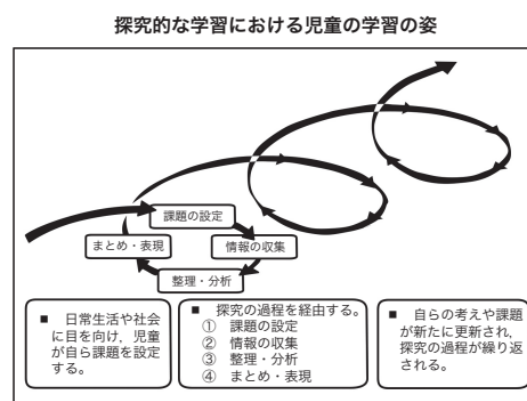 探究的な学習における児童の学習の姿
課題の設定
まとめ・表現
情報の収集
整理・分析
■ 日常生活や社会
に目を向け，児童
が自ら課題を設定
する。
■ 探究の過程を経由する。
① 課題の設定
② 情報の収集
③ 整理・分析
④ まとめ・表現
■ 自らの考えや課題
が新たに更新され，
探究の過程が繰り返
される。